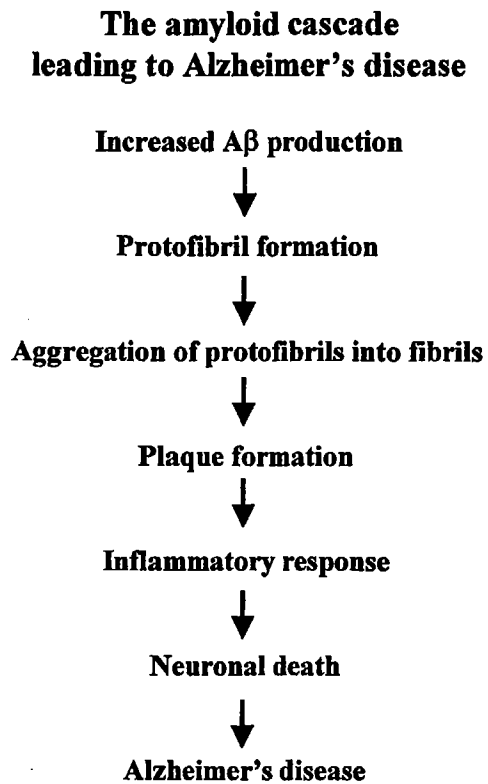 The amyloid cascade
leading to Alzheimer's disease
Increased Aβ production
Protofibril formation
Aggregation of protofibrils into fibrils
Plaque formation
Inflammatory response
Neuronal death
Alzheimer's disease